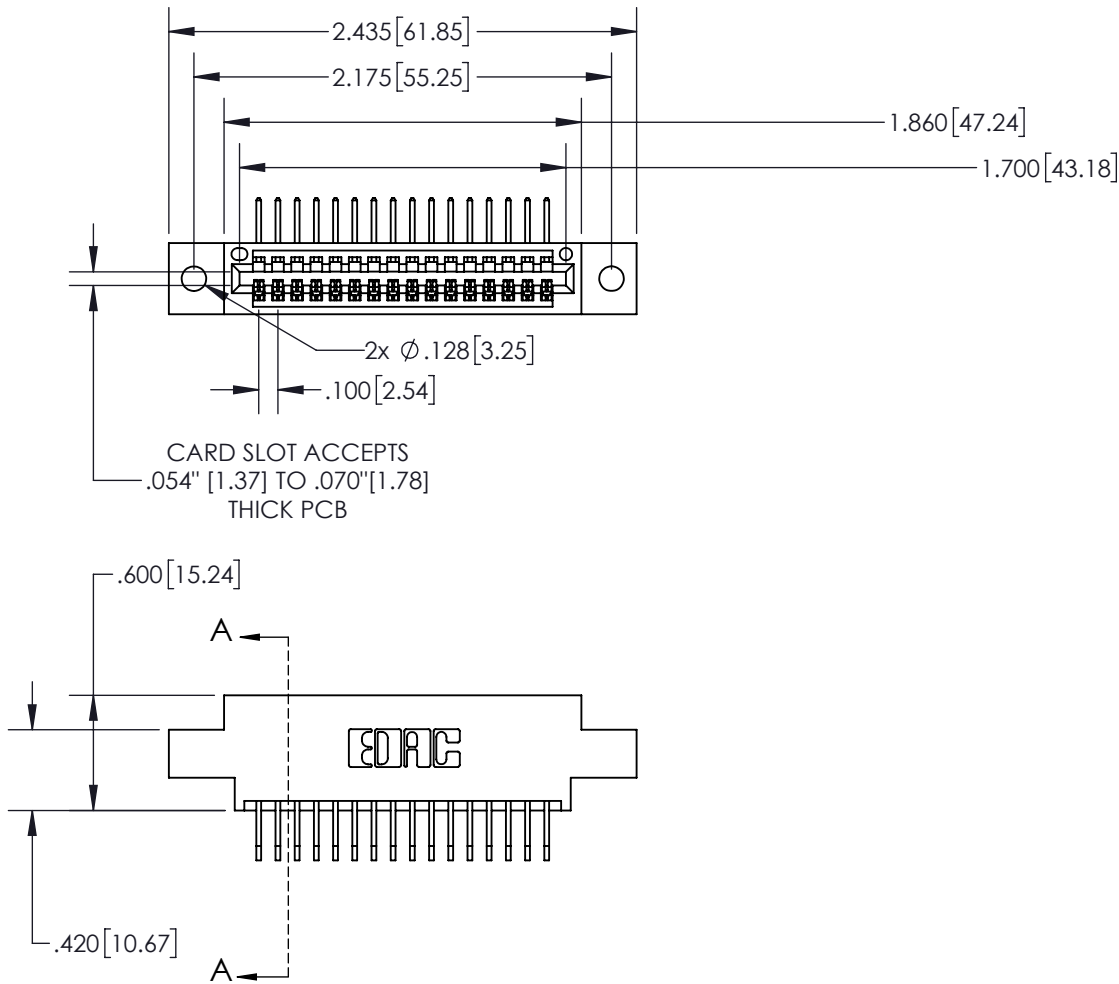 2.435[61.85]
2.175[55.25]
1.860[47.24]
1.700[43.18]
2x Ø.128[3.25]
.100[2.54]
CARD SLOT ACCEPTS
.054" [1.37] TO .070"[1.78]
THICK PCB
.600[15.24]
A
EDAC
.420[10.67]
A